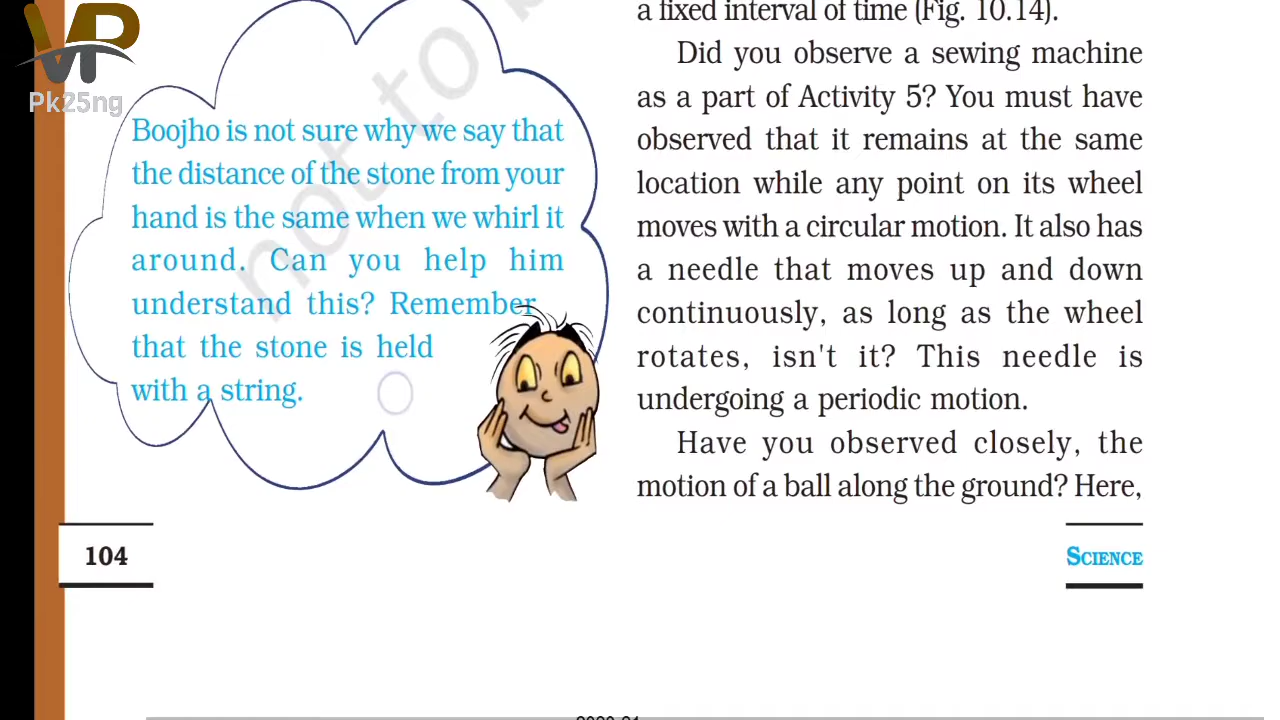 VP
Pk25ng
not to b
Boojho is not sure why we say that
the distance of the stone from your
hand is the same when we whirl it
around. Can you help him
understand this? Remember
that the stone is held
with a string.
104
a fixed interval of time (Fig. 10.14).
Did you observe a sewing machine
as a part of Activity 5? You must have
observed that it remains at the same
location while any point on its wheel
moves with a circular motion. It also has
a needle that moves up and down
continuously, as long as the wheel
rotates, isn't it? This needle is
undergoing a periodic motion.
Have you observed closely, the
motion of a ball along the ground? Here,
SCIENCE